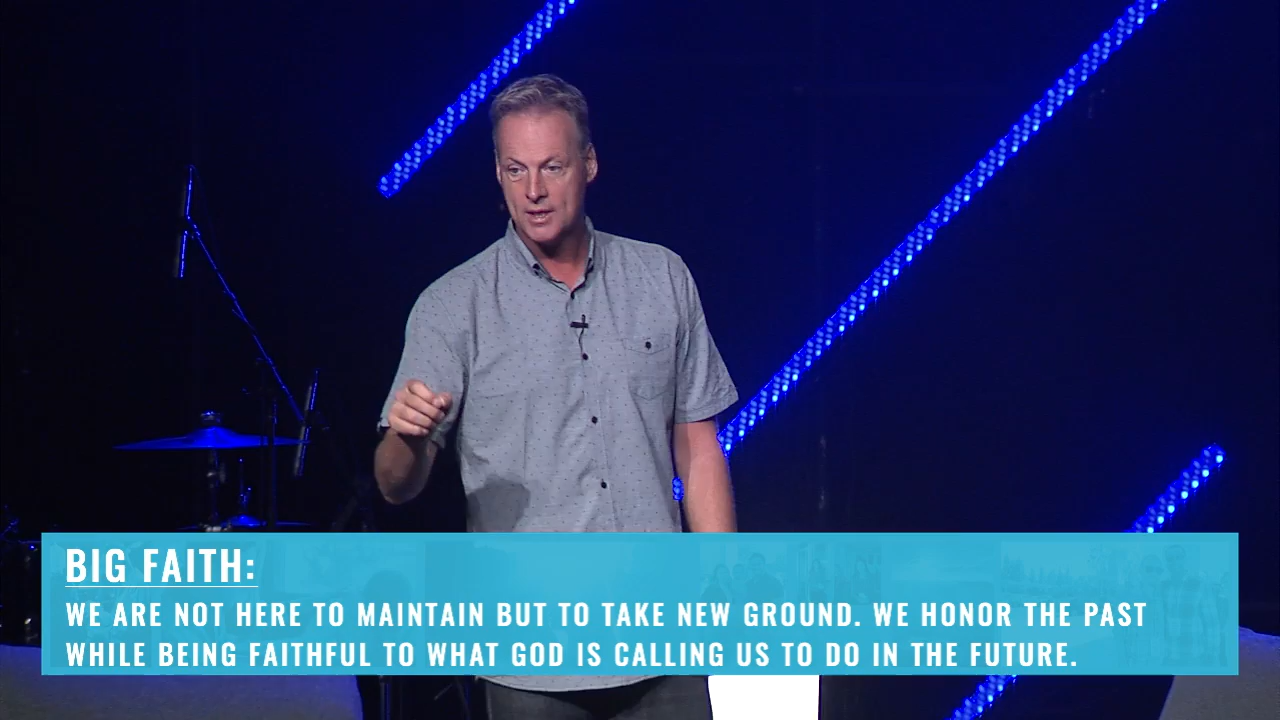 BIG FAITH:
WE ARE NOT HERE TO MAINTAIN BUT TO TAKE NEW GROUND. WE HONOR THE PAST
WHILE BEING FAITHFUL TO WHAT GOD IS CALLING US TO DO IN THE FUTURE.